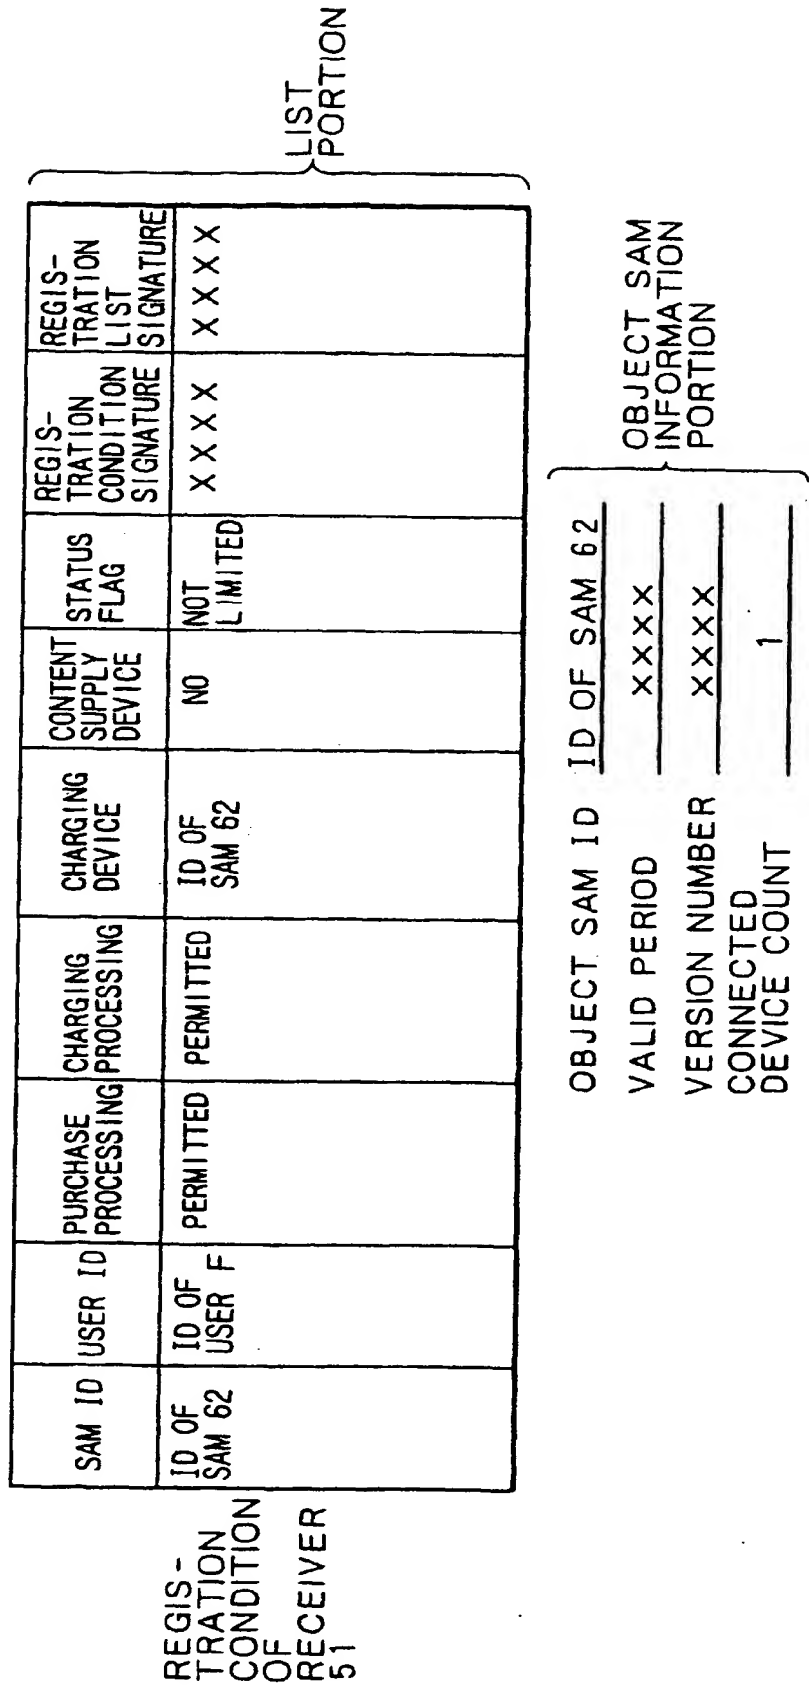 SAM ID
USER ID
PURCHASE
PROCESSING
CHARGING
PROCESSING
CHARGING
DEVICE
CONTENT
SUPPLY
DEVICE
STATUS
FLAG
REGIS-
TRATION
CONDITION
SIGNATURE
REGIS-
TRATION
LIST
SIGNATURE
REGIS-
TRATION
CONDITION
OF
RECEIVER
51
ID OF
SAM 62
ID OF
USER F
PERMITTED
PERMITTED
ID OF
SAM 62
NO
NOT
LIMITED
XXXX
XXXX
LIST
PORTION
OBJECT SAM ID ID OF SAM 62
VALID PERIOD XXXX
VERSION NUMBER XXXX
CONNECTED
DEVICE COUNT 1
OBJECT SAM
INFORMATION
PORTION